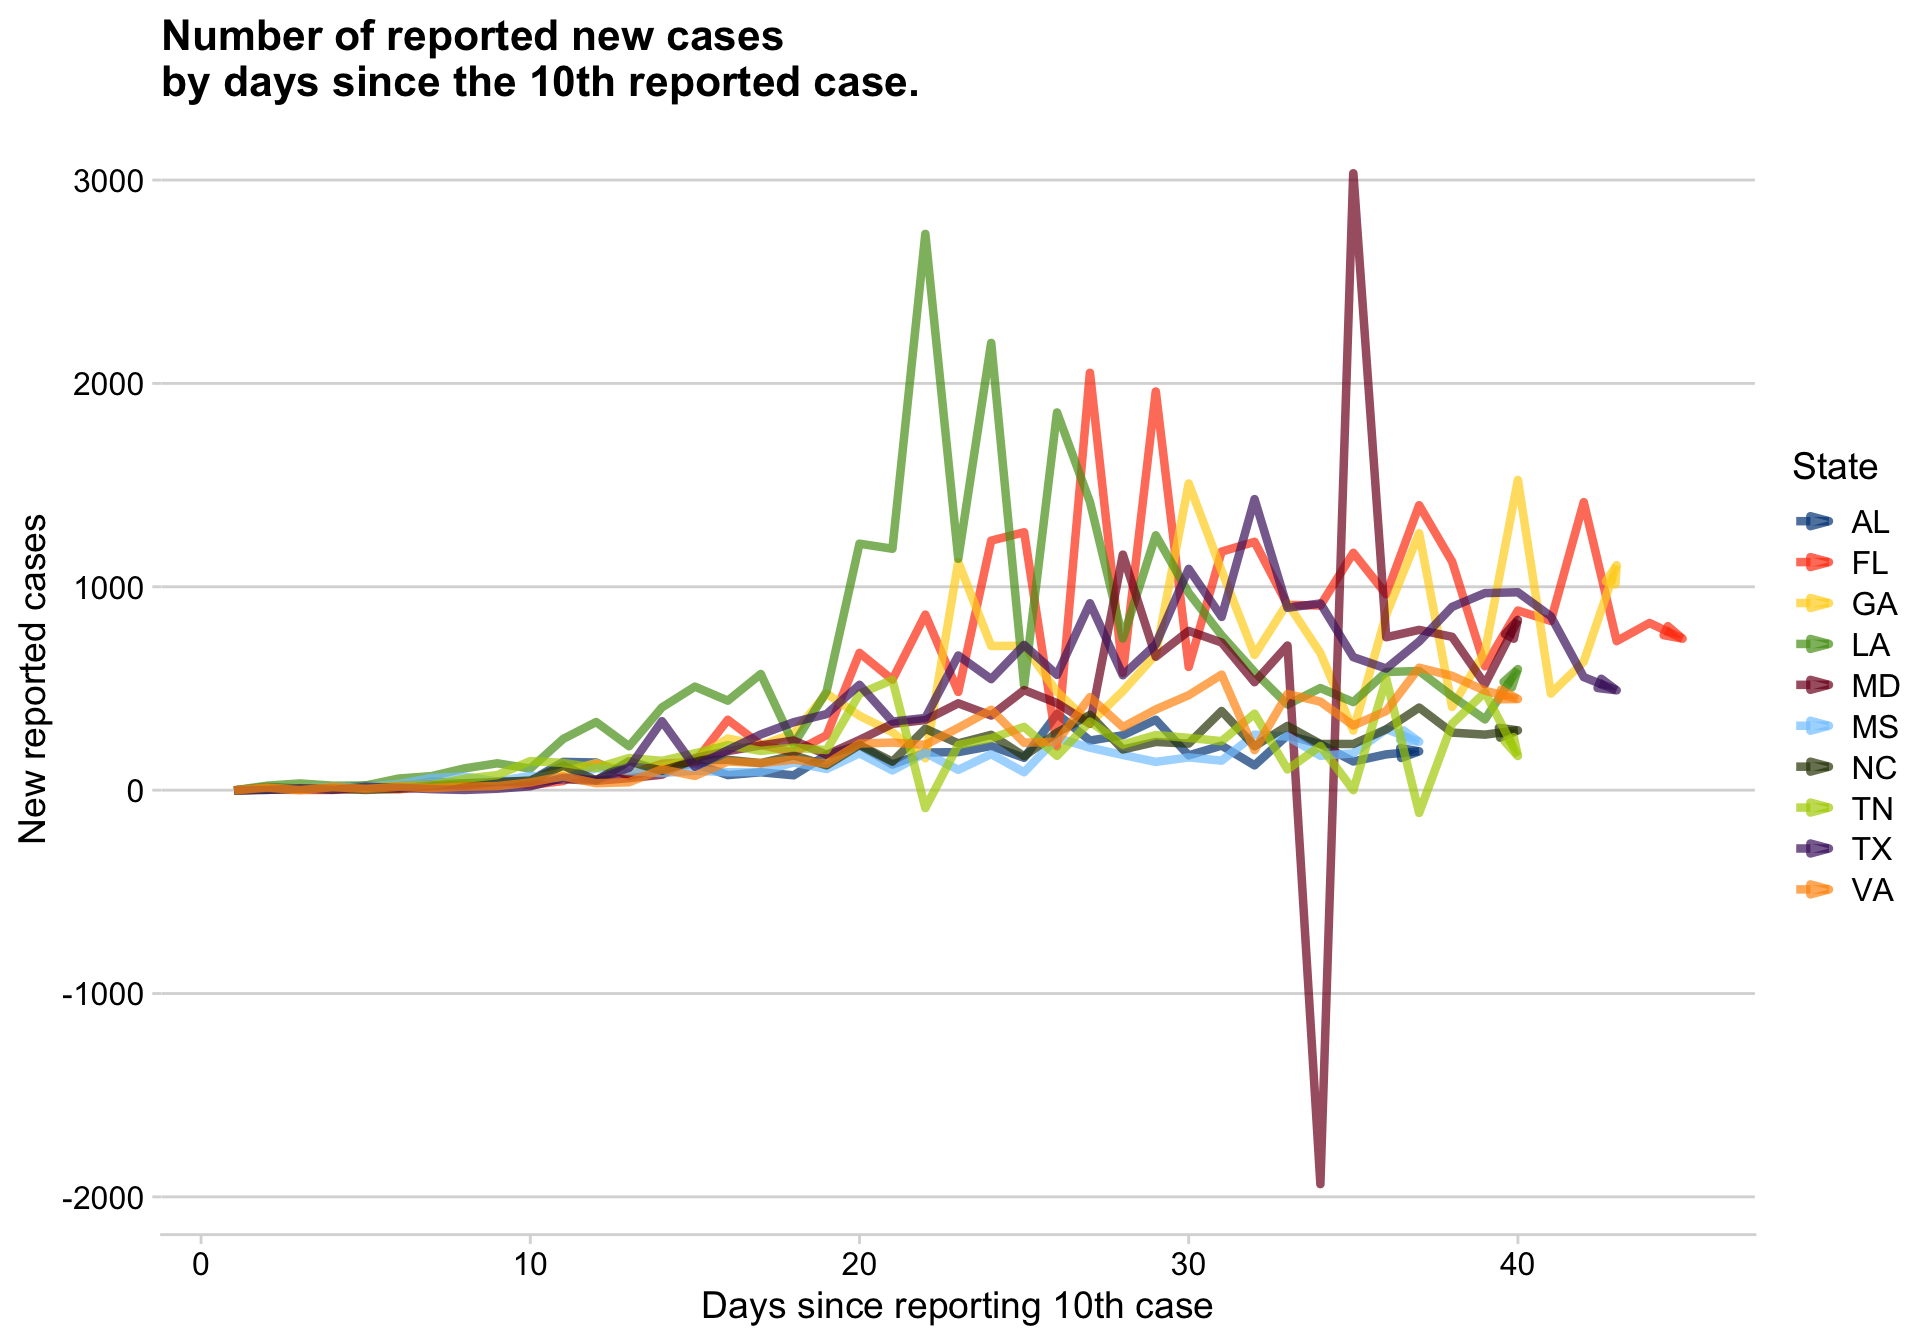 Number of reported new cases
by days since the 10th reported case.
New reported cases
3000
2000
1000
0
-1000
-2000
0 10 20 30 40
Days since reporting 10th case
State
AL
FL
GA
LA
MD
MS
NC
TN
TX
VA